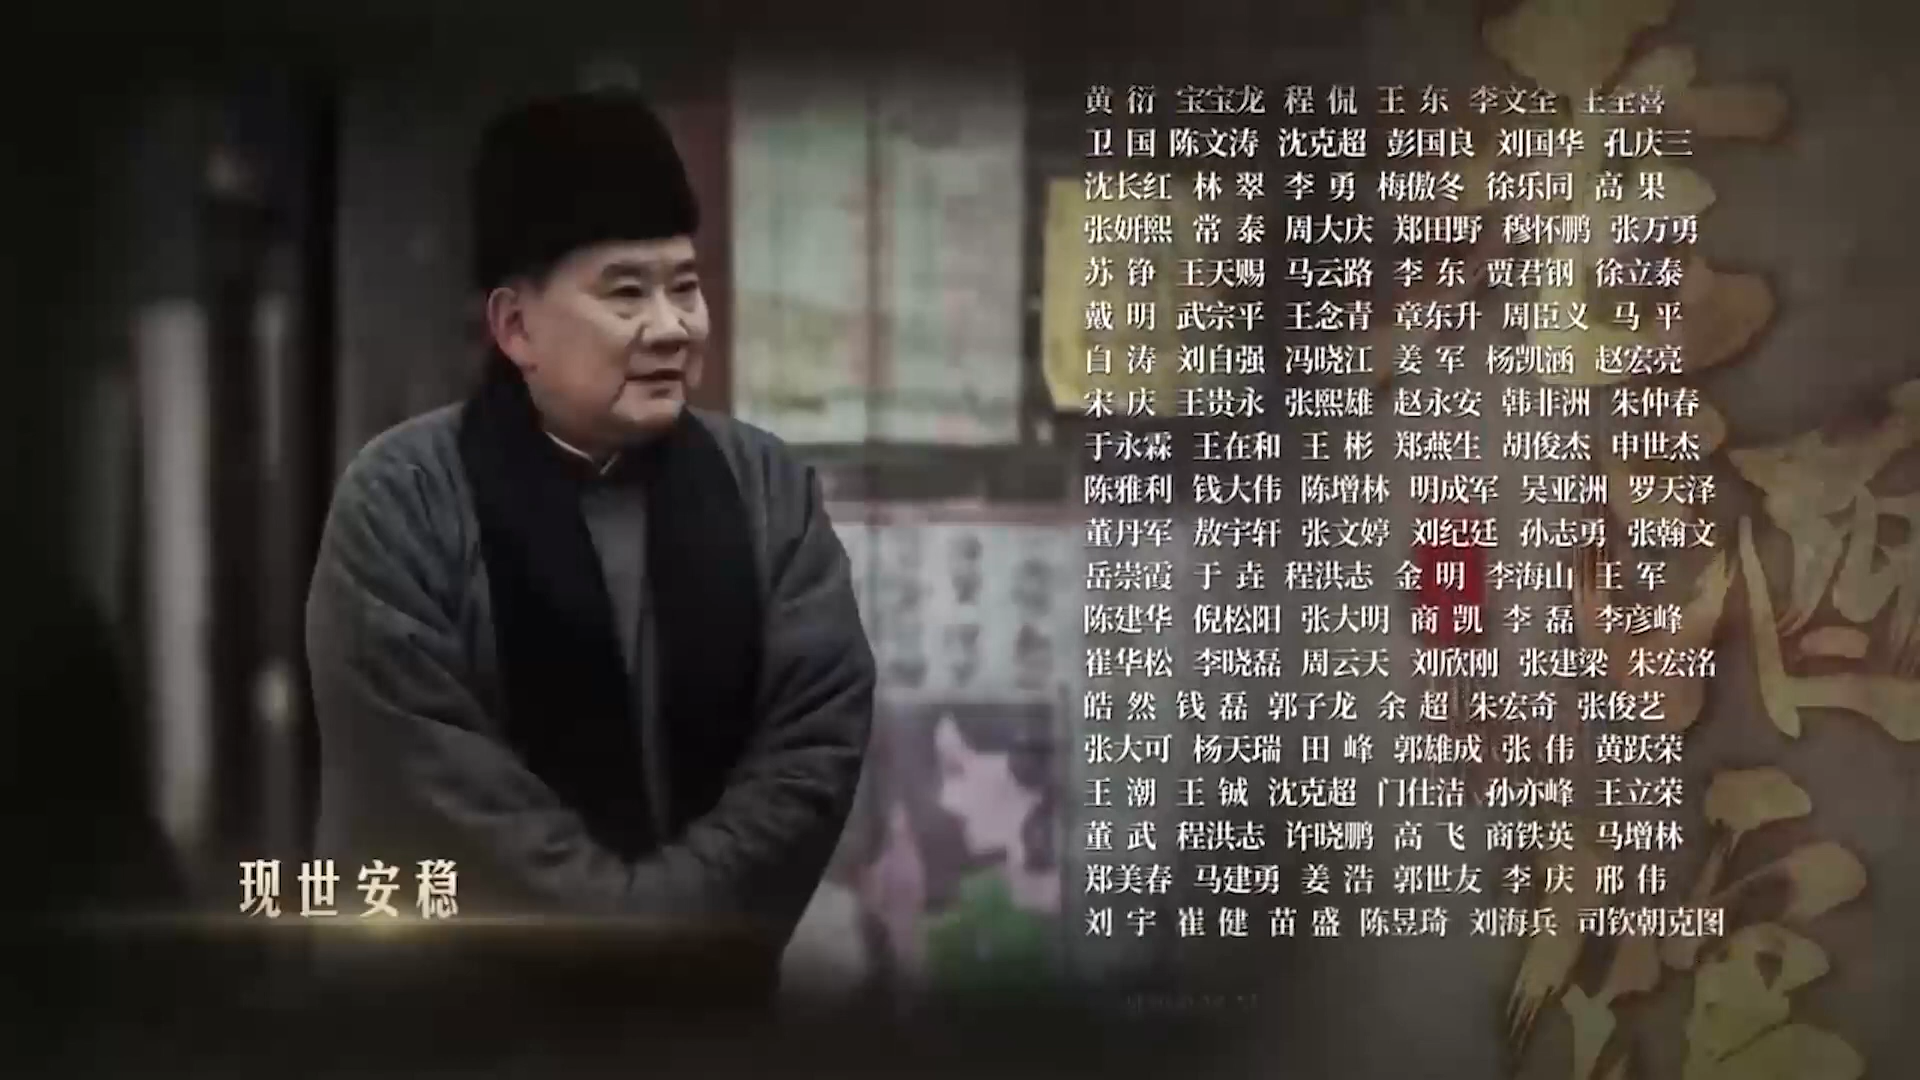 黄 衍 宝宝龙 程 侃 王 东 李文全 王全喜
卫 国 陈文涛 沈克超 彭国良 刘国华 孔庆三
沈长红 林 翠 李 勇 梅傲冬 徐乐同 高 果
张妍熙 常 泰 周大庆 郑田野 穆怀鹏 张万勇
苏 铮 王天赐 马云路 李 东 贾君钢 徐立泰
戴 明 武宗平 王念青 章东升 周臣义 马 平
白 涛 刘自强 冯晓江 姜 军 杨凯涵 赵宏亮
宋 庆 王贵永 张熙雄 赵永安 韩非洲 朱仲春
于永霖 王在和 王 彬 郑燕生 胡俊杰 申世杰
陈雅利 钱大伟 陈增林 明成军 吴亚洲 罗天泽
董丹军 敖宇轩 张文婷 刘纪廷 孙志勇 张翰文
岳崇霞 于 垚 程洪志 金 明 李海山 王 军
陈建华 倪松阳 张大明 商 凯 李 磊 李彦峰
崔华松 李晓磊 周云天 刘欣刚 张建梁 朱宏洺
皓 然 钱 磊 郭子龙 余 超 朱宏奇 张俊艺
张大可 杨天瑞 田 峰 郭雄成 张 伟 黄跃荣
王 潮 王 铖 沈克超 门仕洁 孙亦峰 王立荣
董 武 程洪志 许晓鹏 高 飞 商铁英 马增林
郑美春 马建勇 姜 浩 郭世友 李 庆 邢 伟
刘 宇 崔 健 苗 盛 陈昱琦 刘海兵 司钦朝克图
现世安稳